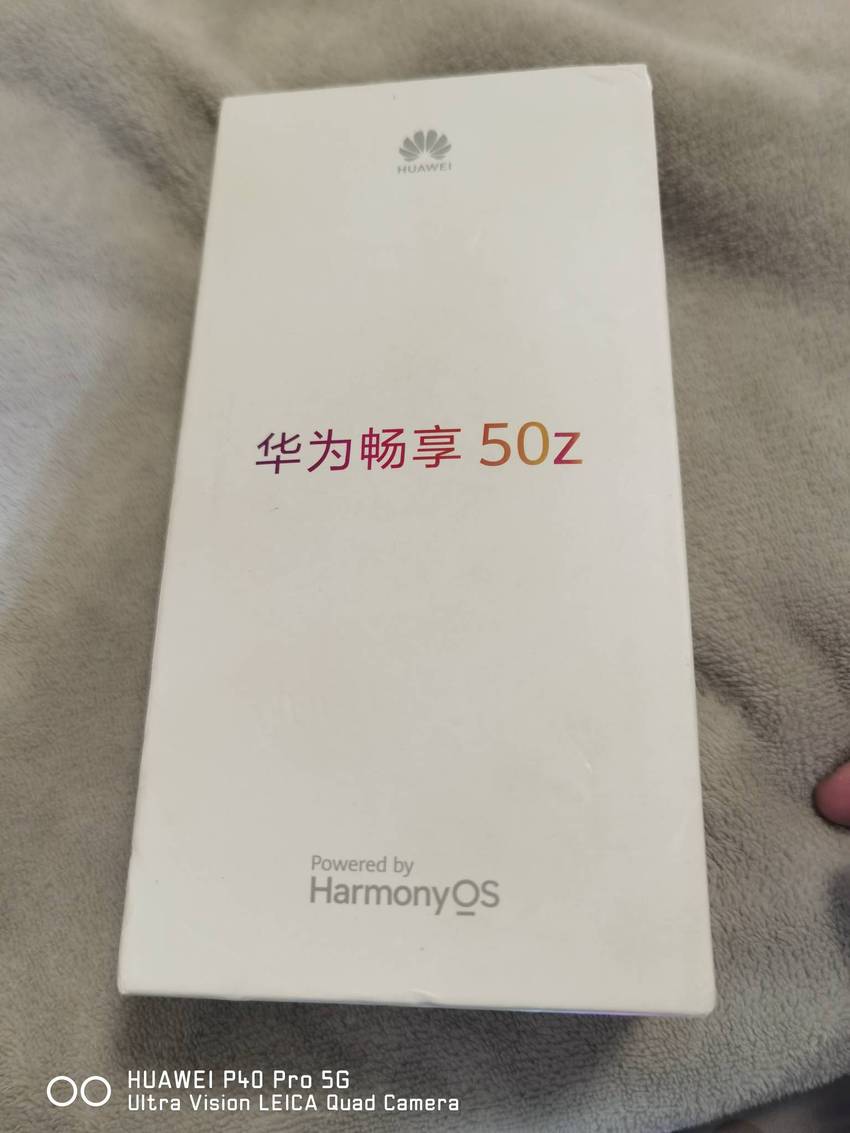 HUAWEI
华为畅享 50z
Powered by
HarmonyOS
HUAWEI P40 Pro 5G
Ultra Vision LEICA Quad Camera